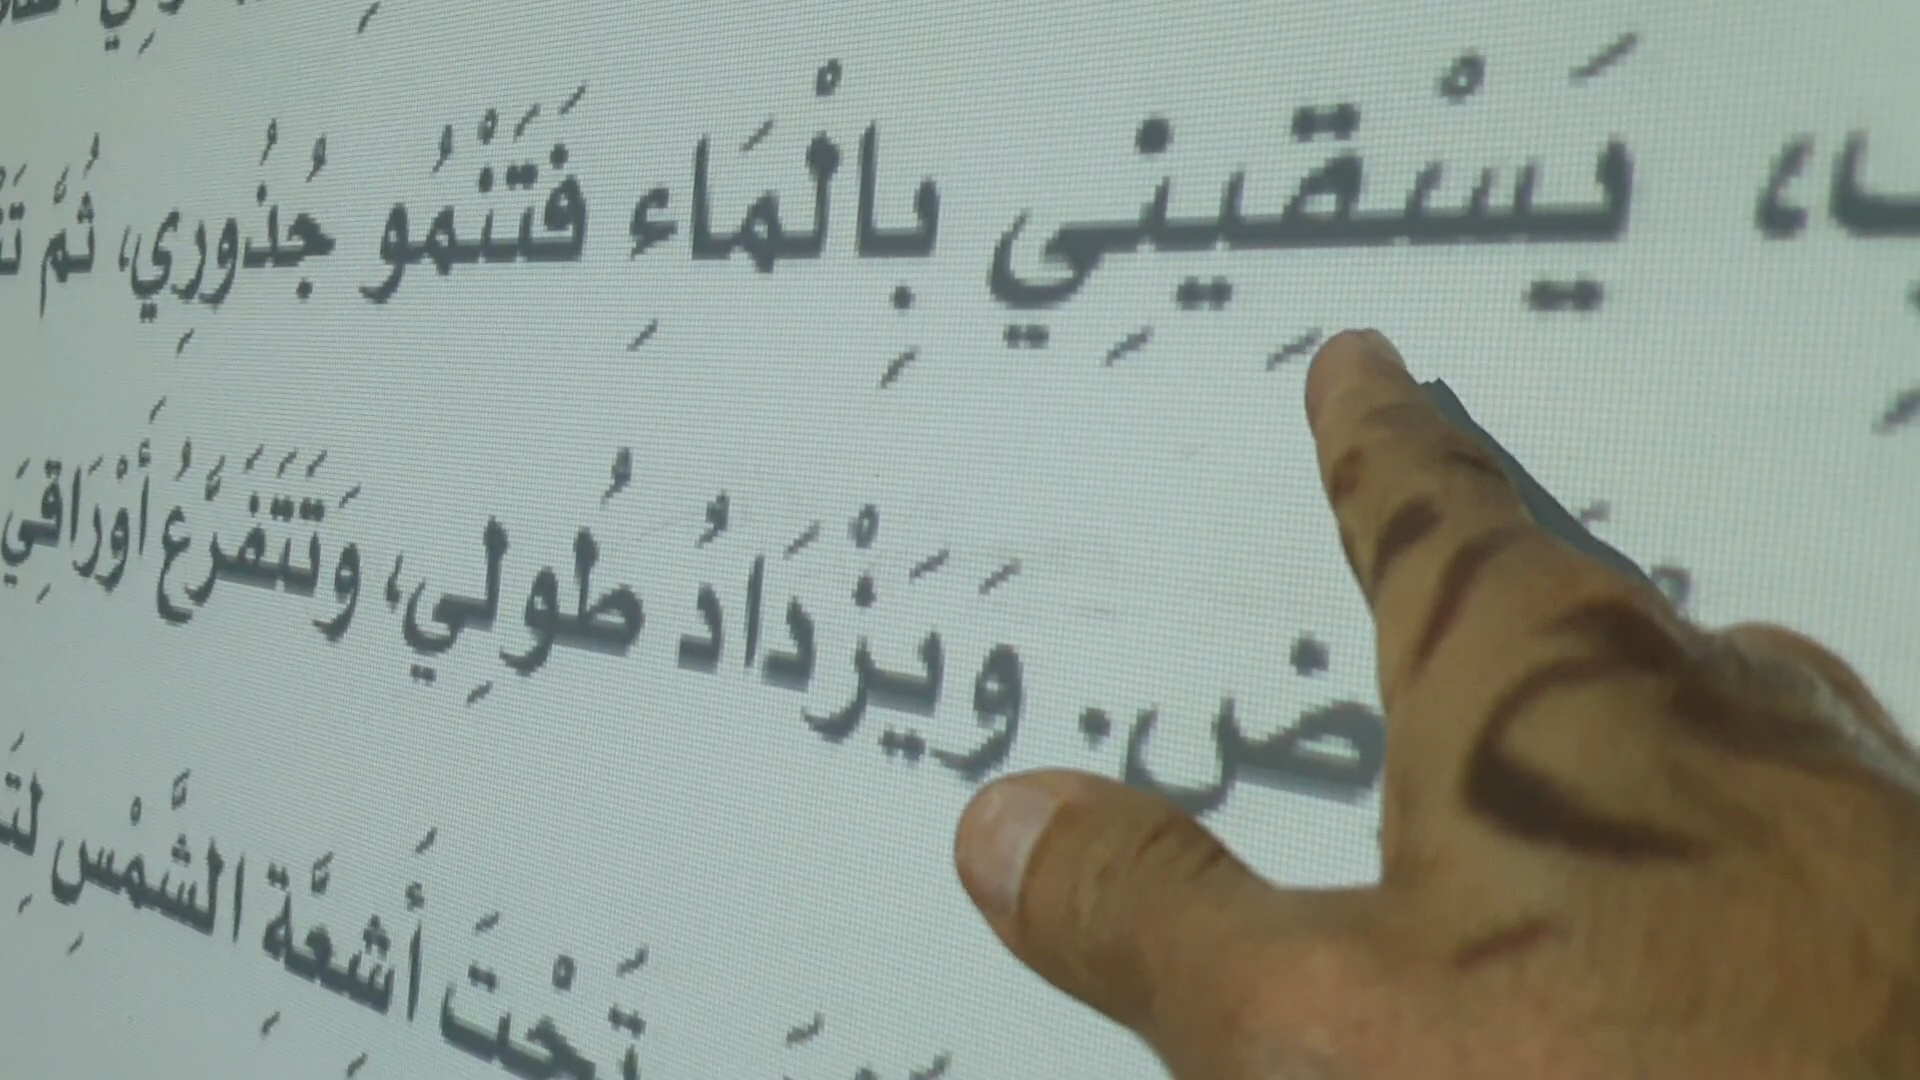 ، يَسْقِينِي بِالْمَاءِ فَتَنْمُو جُذُورِي، ثُمَّ
وَيَزْدَادُ طُولِي، وَتَتَفَرَّعُ أَوْرَاقِيَ
تَحْتَ أَشِعَّةِ الشَّمْسِ